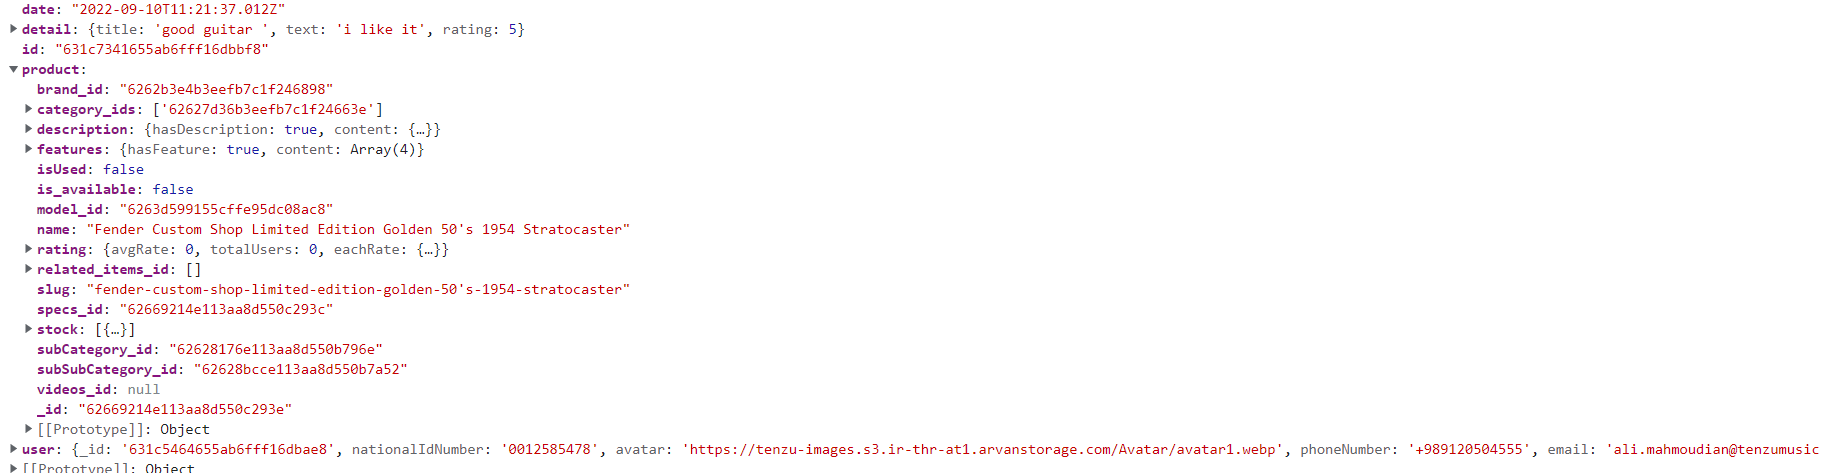 date: "2022-09-10T11:21:37.012Z"
detail: {title: 'good guitar ', text: 'i like it', rating: 5}
id: "631c7341655ab6fff16dbbf8"
product:
brand_id: "6262b3e4b3eefb7c1f246898"
category_ids: ['62627d36b3eefb7c1f24663e']
description: {hasDescription: true, content: {…}}
features: {hasFeature: true, content: Array(4)}
isUsed: false
is_available: false
model_id: "6263d599155cffe95dc08ac8"
name: "Fender Custom Shop Limited Edition Golden 50's 1954 Stratocaster"
rating: {avgRate: 0, totalUsers: 0, eachRate: {…}}
related_items_id: []
slug: "fender-custom-shop-limited-edition-golden-50's-1954-stratocaster"
specs_id: "62669214e113aa8d550c293c"
stock: [{…}]
subCategory_id: "62628176e113aa8d550b796e"
subSubCategory_id: "62628bcce113aa8d550b7a52"
videos_id: null
_id: "62669214e113aa8d550c293e"
[[Prototype]]: Object
user: {_id: '631c5464655ab6fff16dbae8', nationalIdNumber: '0012585478', avatar: 'https://tenzu-images.s3.ir-thr-at1.arvanstorage.com/Avatar/avatar1.webp', phoneNumber: '+989120504555', email: 'ali.mahmoudian@tenzumusic
[[Prototype]]: Object